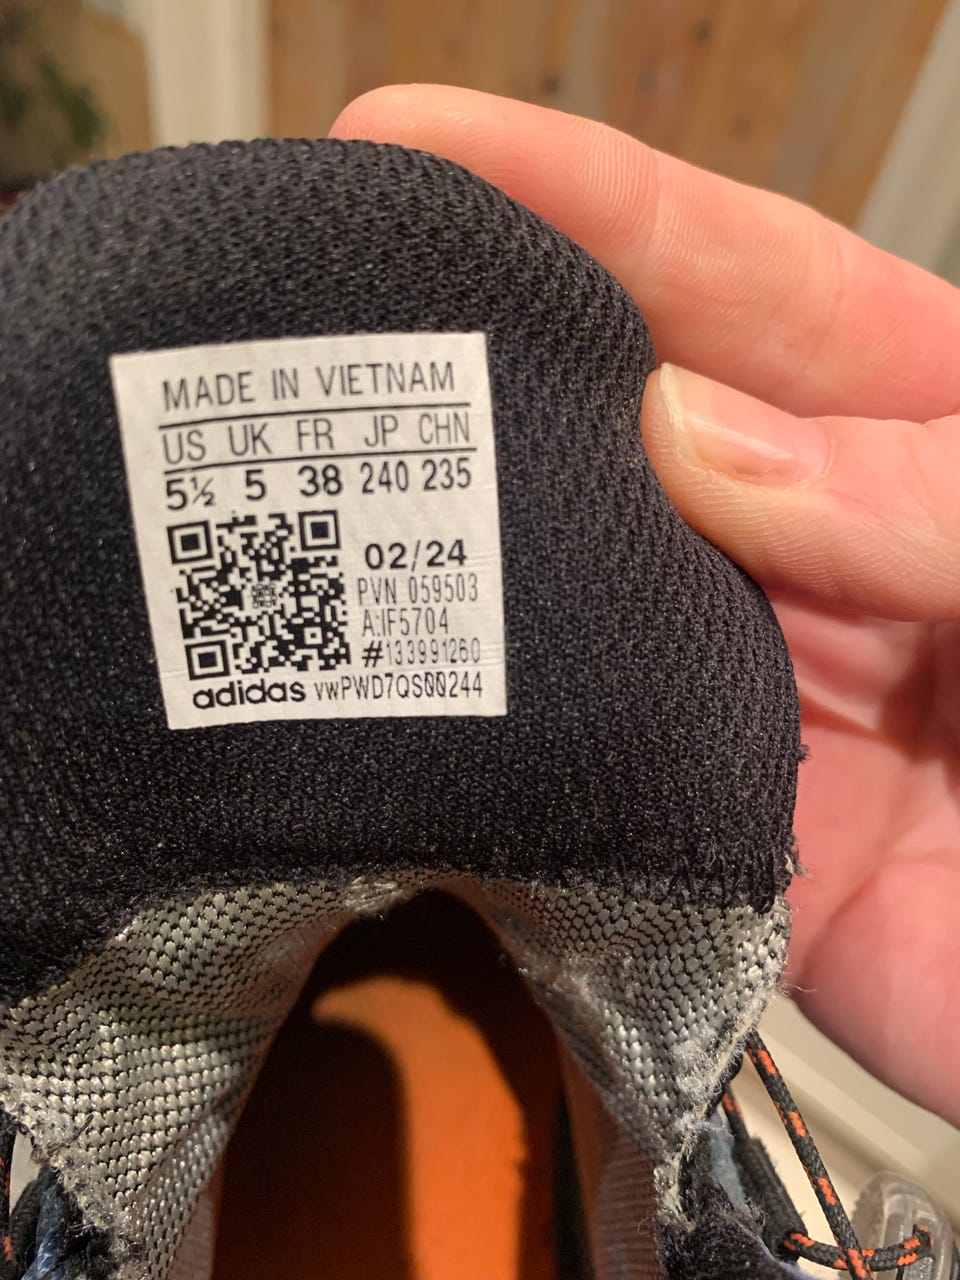 MADE IN VIETNAM
US UK FR JP CHN
5½ 5 38 240 235
02/24
PVN 059503
A:IF5704
#133991260
adidas vwPWD7QS00244